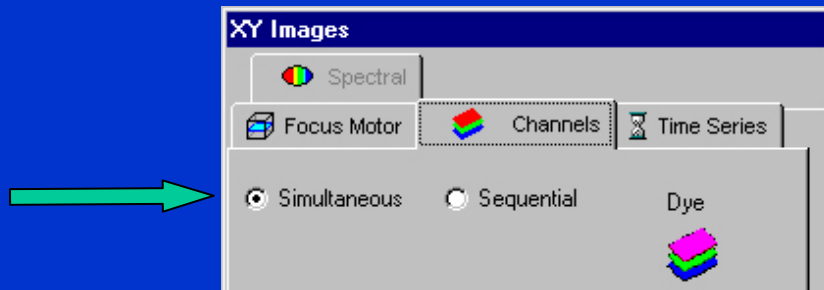 XY Images
Spectral
Focus Motor Channels Time Series
Simultaneous Sequential Dye